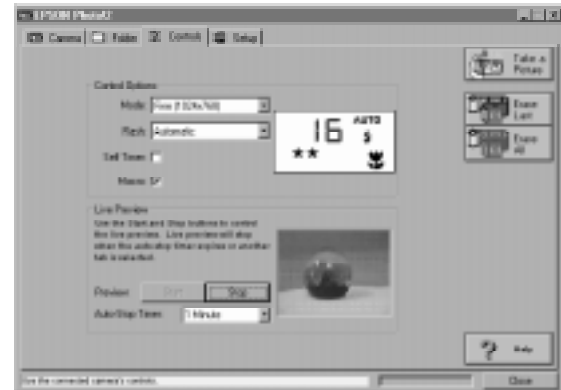 EPSON PhotoPC
Camera
Folder
Controls
Setup
Take a
Picture
Control Options
Mode: Fine (1024x768)
Flash: Automatic
Self Timer
Macro
16
AUTO
Erase
Last
Erase
All
Live Preview
Use the Start and Stop buttons to control
the live preview. Live preview will stop
when the auto-stop timer expires or another
tab is selected.
Preview: Start Stop
Auto-Stop Timer: 1 Minute
Help
Use the connected camera's controls.
Close